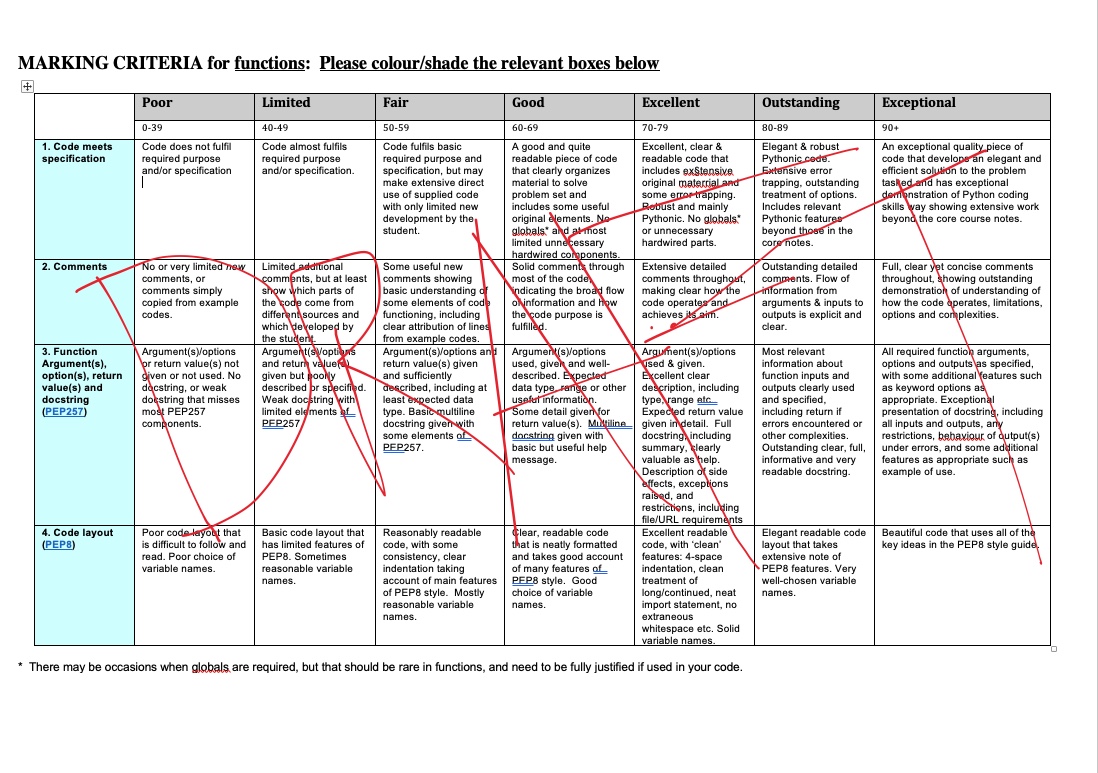 MARKING CRITERIA for functions: Please colour/shade the relevant boxes below
Poor
Limited
Fair
Good
Excellent
Outstanding
Exceptional
0-39
40-49
50-59
60-69
70-79
80-89
90+
1. Code meets
specification
Code does not fulfil
required purpose
and/or specification
Code almost fulfils
required purpose
and/or specification.
Code fulfils basic
required purpose and
specification, but may
make extensive direct
use of supplied code
with only limited new
development by the
student.
A good and quite
readable piece of code
that clearly organizes
material to solve
problem set and
includes some useful
original elements. No
globals* and at most
limited unnecessary
hardwired components.
Excellent, clear &
readable code that
includes ex§tensive
original materrial and
some error trapping.
Robust and mainly
Pythonic. No globals*
or unnecessary
hardwired parts.
Elegant & robust
Pythonic code.
Extensive error
trapping, outstanding
treatment of options.
Includes relevant
Pythonic features
beyond those in the
core notes.
An exceptional quality piece of
code that develops an elegant and
efficient solution to the problem
tasked and has exceptional
demonstration of Python coding
skills way showing extensive work
beyond the core course notes.
2. Comments
No or very limited new
comments, or
comments simply
copied from example
codes.
Limited additional
comments, but at least
show which parts of
the code come from
different sources and
which developed by
the student.
Some useful new
comments showing
basic understanding of
some elements of code
functioning, including
clear attribution of lines
from example codes.
Solid comments through
most of the code,
indicating the broad flow
of information and how
the code purpose is
fulfilled.
Extensive detailed
comments throughout,
making clear how the
code operates and
achieves its aim.
Outstanding detailed
comments. Flow of
information from
arguments & inputs to
outputs is explicit and
clear.
Full, clear yet concise comments
throughout, showing outstanding
demonstration of understanding of
how the code operates, limitations,
options and complexities.
3. Function
Argument(s),
option(s), return
value(s) and
docstring
(PEP257)
Argument(s)/options
or return value(s) not
given or not used. No
docstring, or weak
docstring that misses
most PEP257
components.
Argument(s)/options
and return value(s)
given but poorly
described or specified.
Weak docstring with
limited elements of
PEP257.
Argument(s)/options and
return value(s) given
and sufficiently
described, including at
least expected data
type. Basic multiline
docstring given with
some elements of
PEP257.
Argument(s)/options
used, given and well-
described. Expected
data type, range or other
useful information.
Some detail given for
return value(s). Multiline
docstring given with
basic but useful help
message.
Argument(s)/options
used & given.
Excellent clear
description, including
type, range etc.
Expected return value
given in detail. Full
docstring, including
summary, clearly
valuable as help.
Description of side
effects, exceptions
raised, and
restrictions, including
file/URL requirements
Most relevant
information about
function inputs and
outputs clearly used
and specified,
including return if
errors encountered or
other complexities.
Outstanding clear, full,
informative and very
readable docstring.
All required function arguments,
options and outputs as specified,
with some additional features such
as keyword options as
appropriate. Exceptional
presentation of docstring, including
all inputs and outputs, any
restrictions, behaviour of output(s)
under errors, and some additional
features as appropriate such as
example of use.
4. Code layout
(PEP8)
Poor code layout that
is difficult to follow and
read. Poor choice of
variable names.
Basic code layout that
has limited features of
PEP8. Sometimes
reasonable variable
names.
Reasonably readable
code, with some
consistency, clear
indentation taking
account of main features
of PEP8 style. Mostly
reasonable variable
names.
Clear, readable code
that is neatly formatted
and takes good account
of many features of
PEP8 style. Good
choice of variable
names.
Excellent readable
code, with ‘clean’
features: 4-space
indentation, clean
treatment of
long/continued, neat
import statement, no
extraneous
whitespace etc. Solid
variable names.
Elegant readable code
layout that takes
extensive note of
PEP8 features. Very
well-chosen variable
names.
Beautiful code that uses all of the
key ideas in the PEP8 style guide.
* There may be occasions when globals are required, but that should be rare in functions, and need to be fully justified if used in your code.